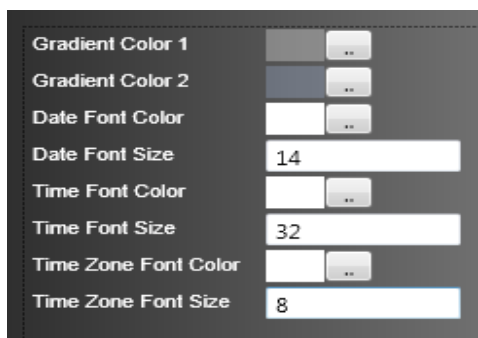 Gradient Color 1 ..
Gradient Color 2 ..
Date Font Color ..
Date Font Size 14
Time Font Color ..
Time Font Size 32
Time Zone Font Color ..
Time Zone Font Size 8